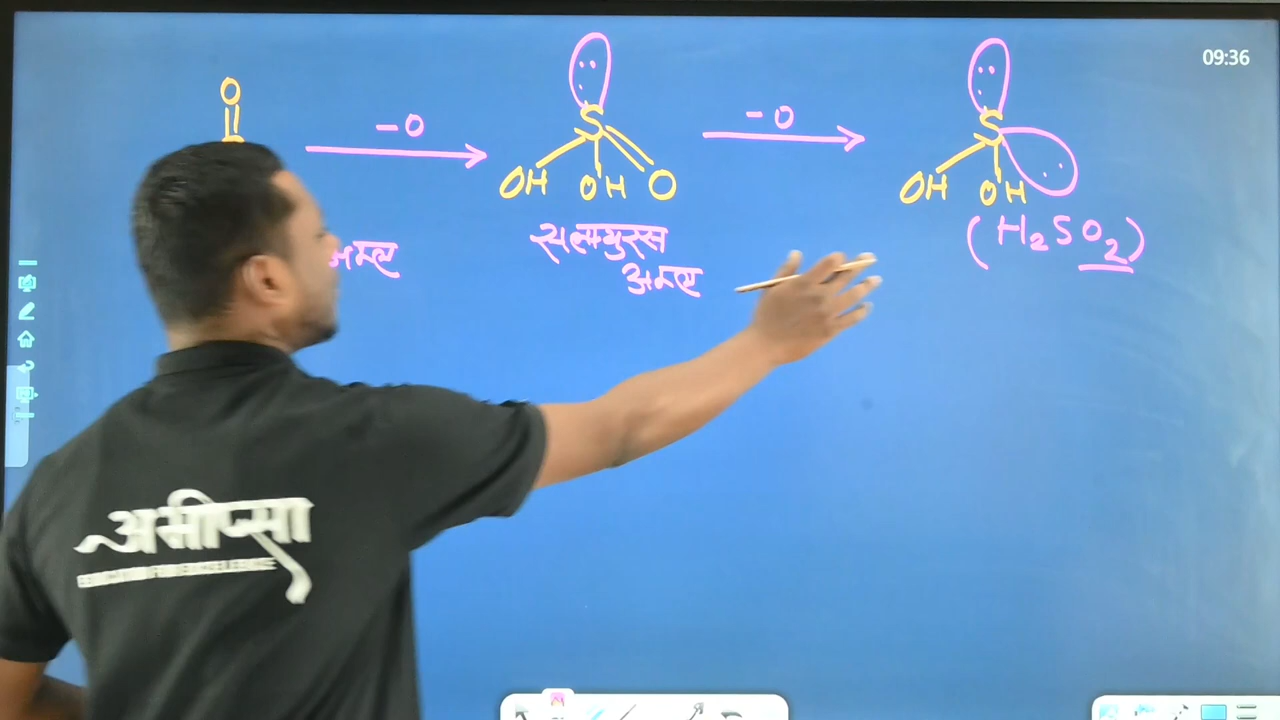 09:36
O
-O
S
OH OH O
-O
S
OH OH
(H₂SO₂)
अम्ल
सल्फ्युरस
अम्ल
असीप्सा